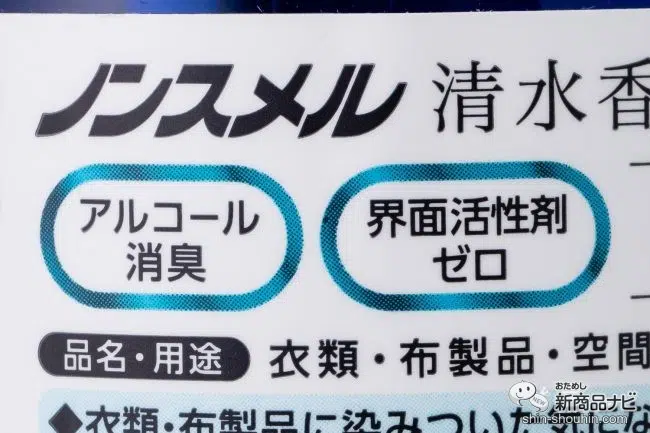 ノンスメル 清水香
アルコール
消臭
界面活性剤
ゼロ
品名・用途 衣類・布製品・空間
◆衣類・布製品に染みついた
おためし
新商品ナビ
shin-shouhin.com